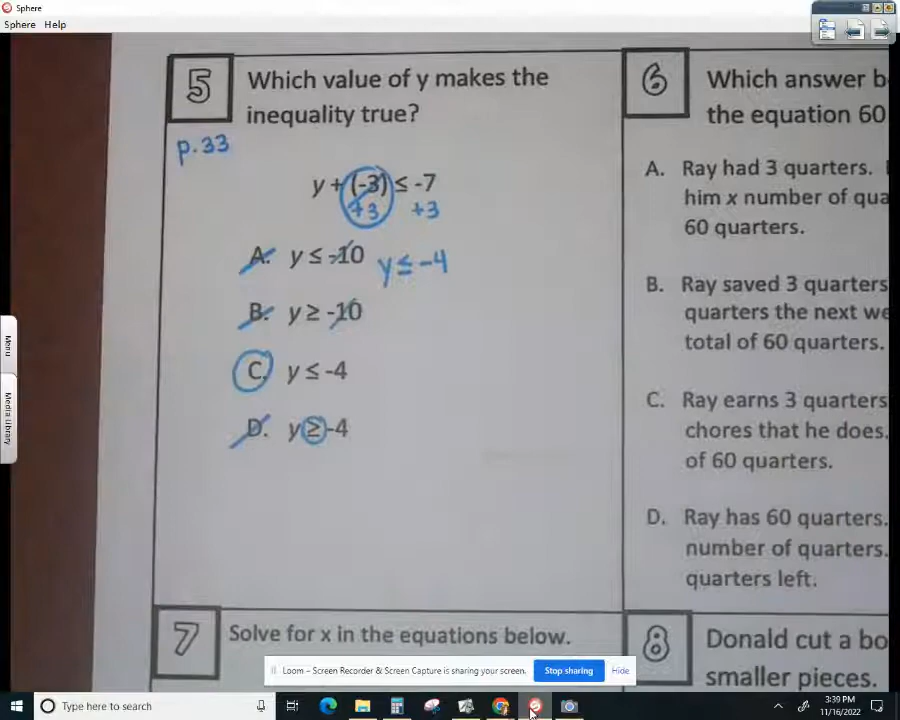 Sphere
Sphere Help
5
Which value of y makes the
inequality true?
p.33
y + (-3) ≤ -7
+3 +3
A. y ≤ -10
y ≤ -4
B. y ≥ -10
C. y ≤ -4
D. y ≥ -4
6
Which answer b
the equation 60
A. Ray had 3 quarters.
him x number of qua
60 quarters.
B. Ray saved 3 quarters
quarters the next we
total of 60 quarters.
C. Ray earns 3 quarters
chores that he does.
of 60 quarters.
D. Ray has 60 quarters.
number of quarters.
quarters left.
7
Solve for x in the equations below.
8
Donald cut a bo
smaller pieces.
Menu
Media Library
Loom – Screen Recorder & Screen Capture is sharing your screen.
Stop sharing
Hide
Type here to search
3:39 PM
11/16/2022